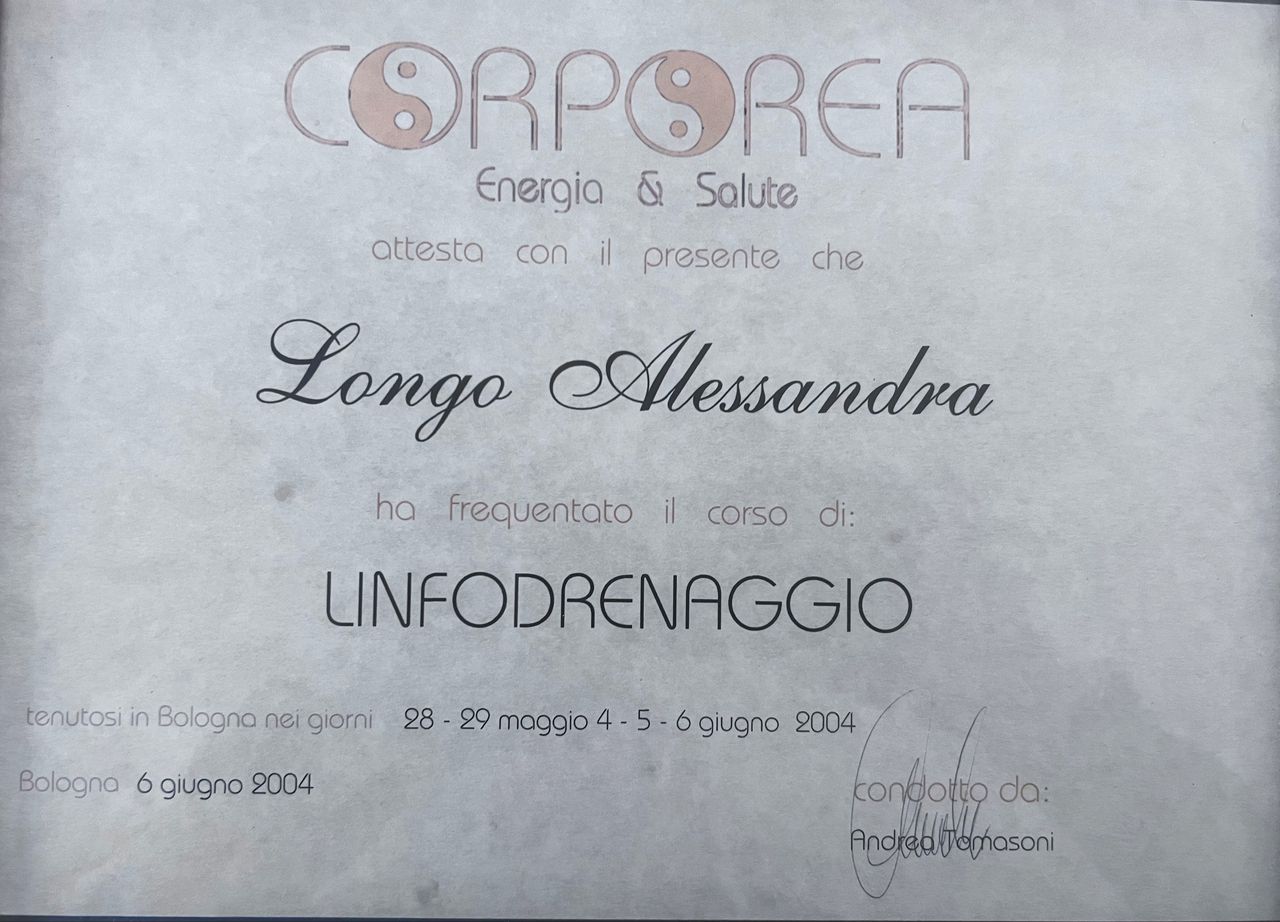 CORPOREA
Energia & Salute
attesta con il presente che
Longo Alessandra
ha frequentato il corso di:
LINFODRENAGGIO
tenutosi in Bologna nei giorni 28 - 29 maggio 4 - 5 - 6 giugno 2004
Bologna 6 giugno 2004
condotto da:
Andrea Tomasoni